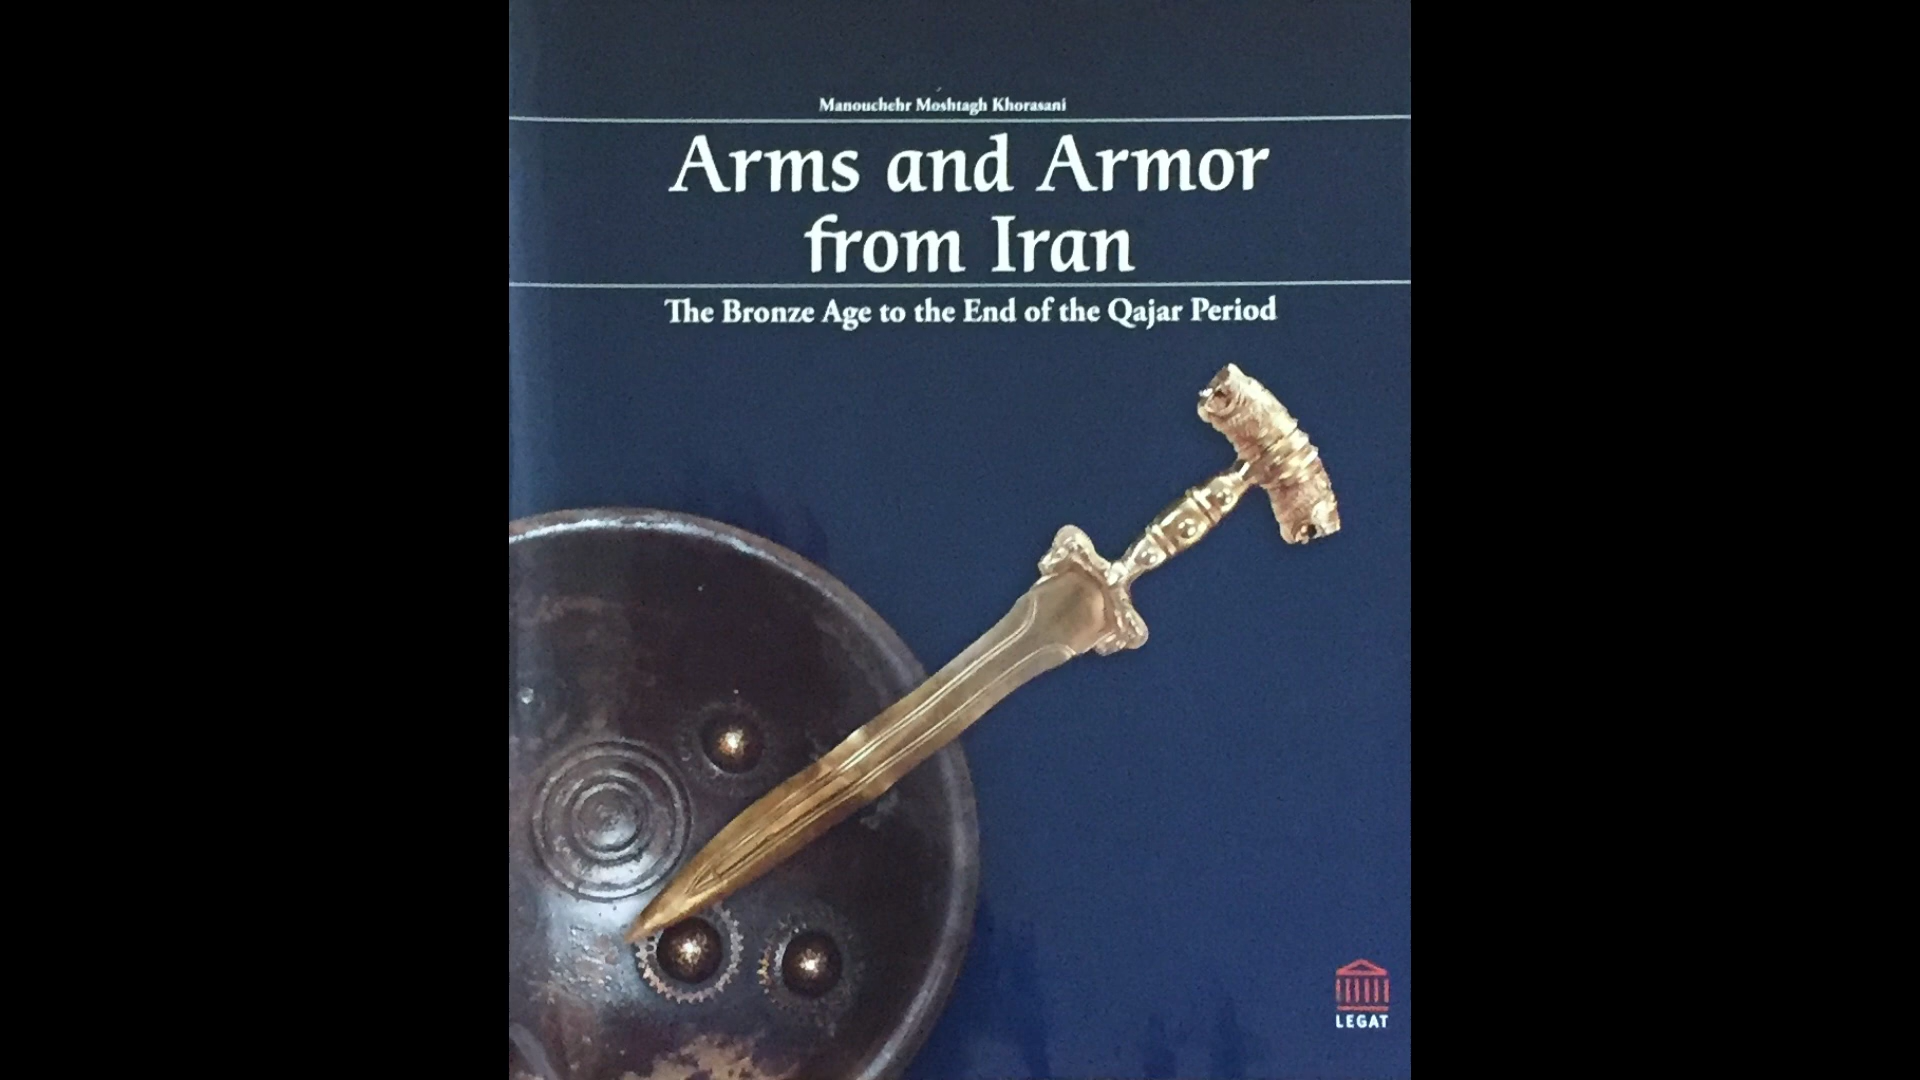 Manouchehr Moshtagh Khorasani
Arms and Armor
from Iran
The Bronze Age to the End of the Qajar Period
LEGAT